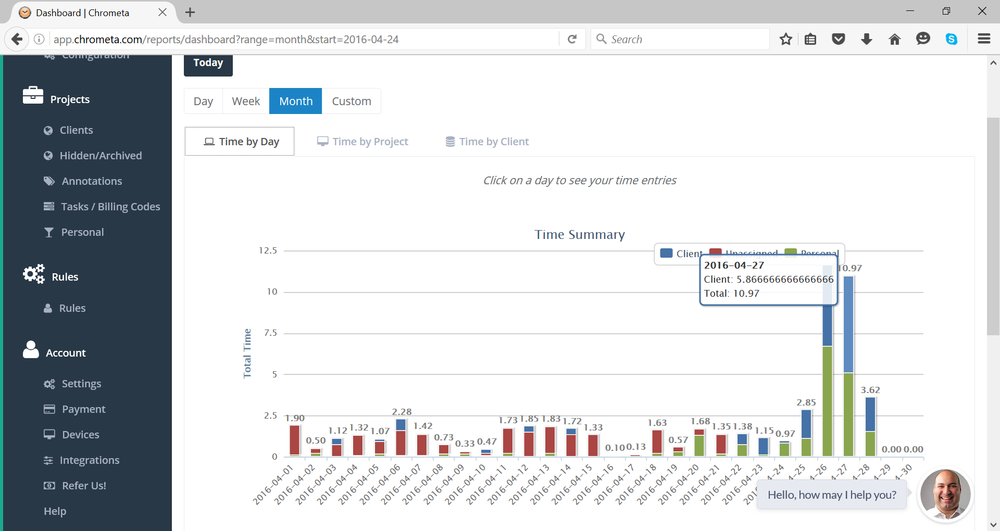 Dashboard | Chrometa
app.chrometa.com/reports/dashboard?range=month&start=2016-04-24
Search
Configuration
Projects
Clients
Hidden/Archived
Annotations
Tasks / Billing Codes
Personal
Rules
Rules
Account
Settings
Payment
Devices
Integrations
Refer Us!
Help
Today
Day Week Month Custom
Time by Day Time by Project Time by Client
Click on a day to see your time entries
Time Summary
Client Unassigned Personal
2016-04-27
Client: 5.866666666666666
Total: 10.97
Total Time
12.5
10
7.5
5
2.5
0
1.90 0.50 1.12 1.32 1.07 2.28 1.42 0.73 0.33 0.47 1.73 1.85 1.83 1.72 1.33 0.10 0.13 1.63 0.57 1.68 1.35 1.38 1.15 0.97 2.85 10.97 3.62 0.00 0.00
2016-04-01 2016-04-02 2016-04-03 2016-04-04 2016-04-05 2016-04-06 2016-04-07 2016-04-08 2016-04-09 2016-04-10 2016-04-11 2016-04-12 2016-04-13 2016-04-14 2016-04-15 2016-04-16 2016-04-17 2016-04-18 2016-04-19 2016-04-20 2016-04-21 2016-04-22 2016-04-23 4-24 4-25 4-26 4-27 4-28 4-29 4-30
Hello, how may I help you?